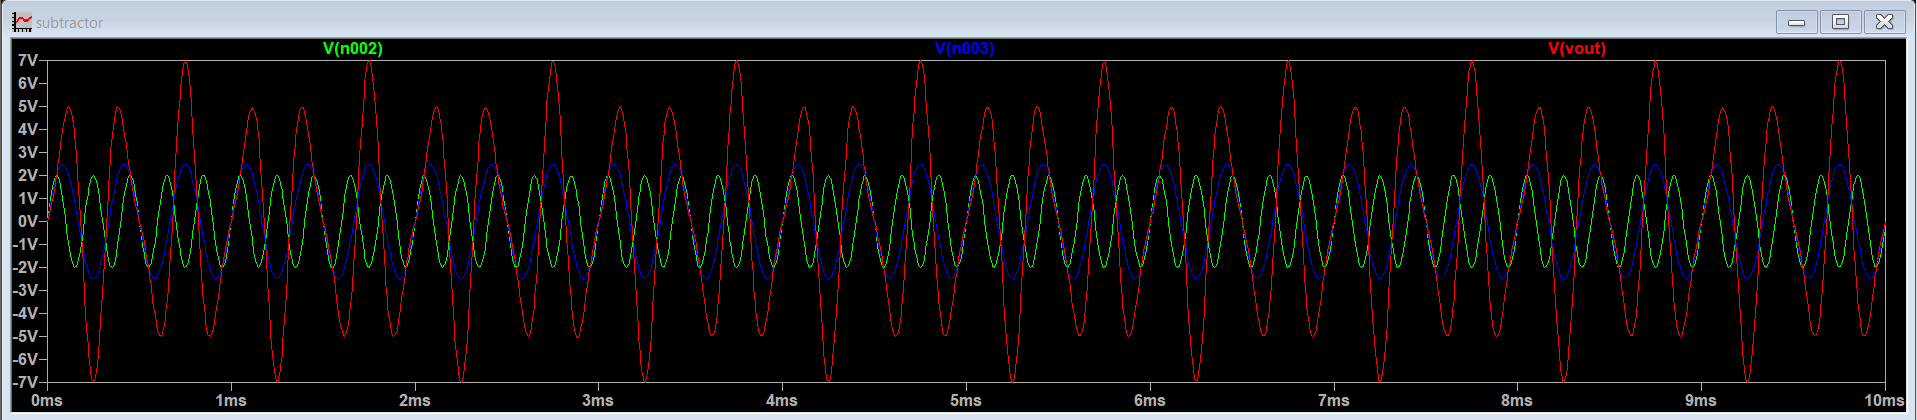 subtractor
V(n002) V(n003) V(vout)
7V
6V
5V
4V
3V
2V
1V
0V
-1V
-2V
-3V
-4V
-5V
-6V
-7V
0ms 1ms 2ms 3ms 4ms 5ms 6ms 7ms 8ms 9ms 10ms